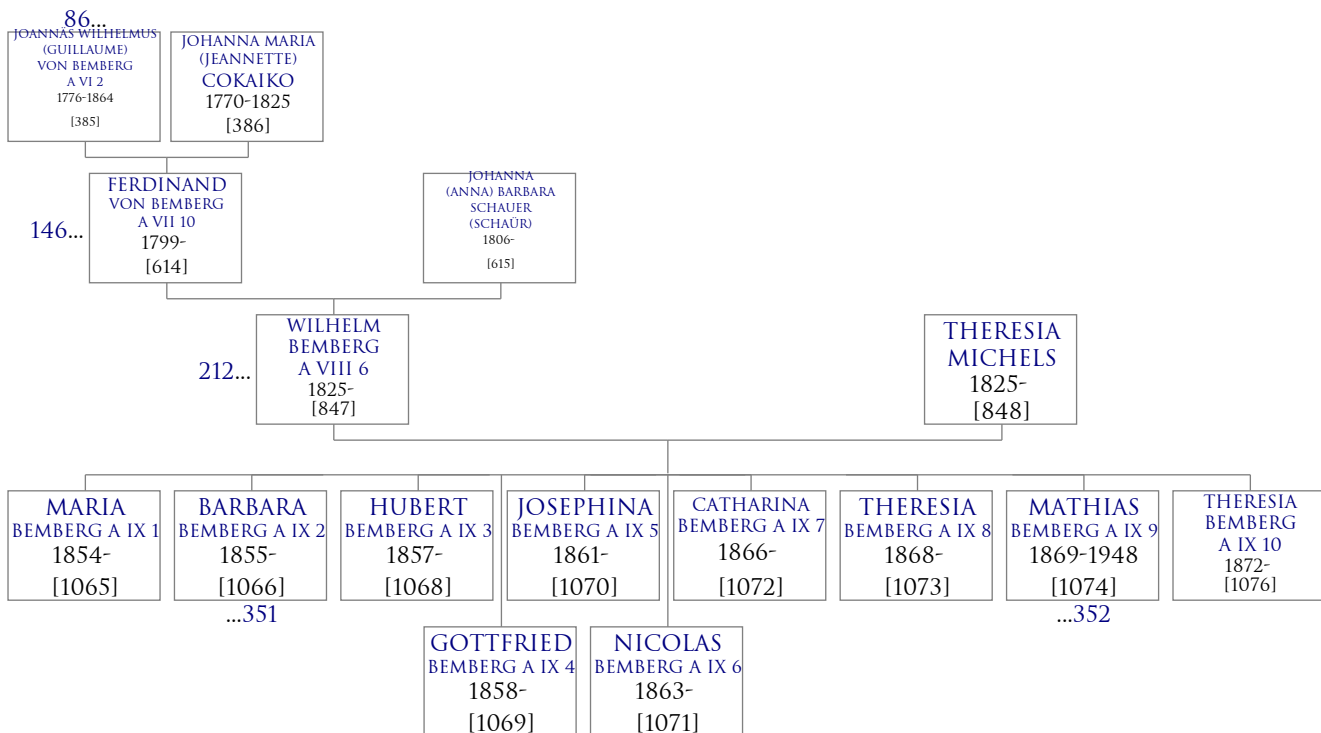 86...
JOANNÄS WILHELMUS
(GUILLAUME)
VON BEMBERG
A VI 2
1776-1864
[385]
JOHANNA MARIA
(JEANNETTE)
COKAIKO
1770-1825
[386]
146...
FERDINAND
VON BEMBERG
A VII 10
1799-
[614]
JOHANNA
(ANNA) BARBARA
SCHAUER
(SCHAÜR)
1806-
[615]
212...
WILHELM
BEMBERG
A VIII 6
1825-
[847]
THERESIA
MICHELS
1825-
[848]
MARIA
BEMBERG A IX 1
1854-
[1065]
BARBARA
BEMBERG A IX 2
1855-
[1066]
...351
HUBERT
BEMBERG A IX 3
1857-
[1068]
JOSEPHINA
BEMBERG A IX 5
1861-
[1070]
CATHARINA
BEMBERG A IX 7
1866-
[1072]
THERESIA
BEMBERG A IX 8
1868-
[1073]
MATHIAS
BEMBERG A IX 9
1869-1948
[1074]
...352
THERESIA
BEMBERG
A IX 10
1872-
[1076]
GOTTFRIED
BEMBERG A IX 4
1858-
[1069]
NICOLAS
BEMBERG A IX 6
1863-
[1071]